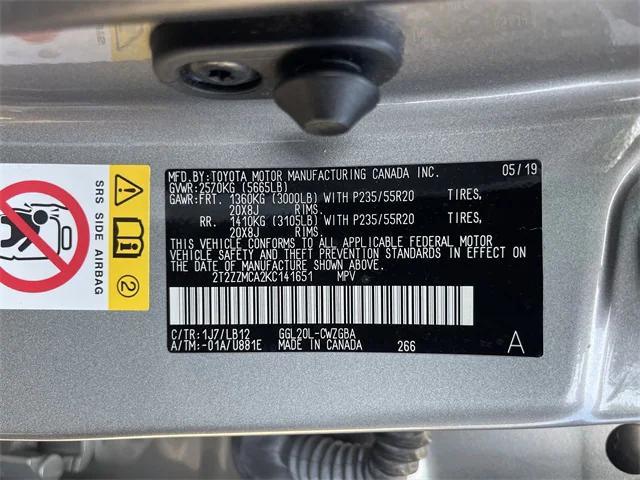 MFD.BY:TOYOTA MOTOR MANUFACTURING CANADA INC. 05/19
GVWR:2570KG (5665LB)
GAWR:FRT. 1360KG (3000LB) WITH P235/55R20 TIRES,
20X8J RIMS.
RR. 1410KG (3105LB) WITH P235/55R20 TIRES,
20X8J RIMS.
THIS VEHICLE CONFORMS TO ALL APPLICABLE FEDERAL MOTOR
VEHICLE SAFETY AND THEFT PREVENTION STANDARDS IN EFFECT ON
THE DATE OF MANUFACTURE SHOWN ABOVE.
2T2ZZMCA2KC141651 MPV
C/TR:1J7/LB12 GGL20L-CWZGBA
A/TM:-01A/U881E MADE IN CANADA 266 A
SRS SIDE AIRBAG
2